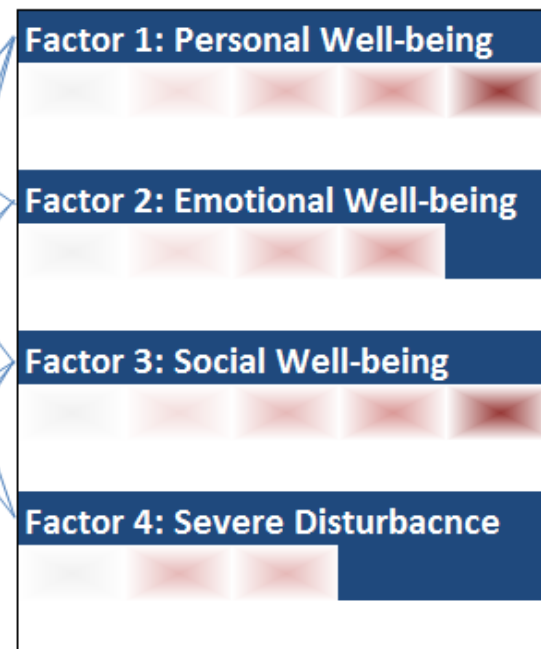 Factor 1: Personal Well-being
Factor 2: Emotional Well-being
Factor 3: Social Well-being
Factor 4: Severe Disturbacnce